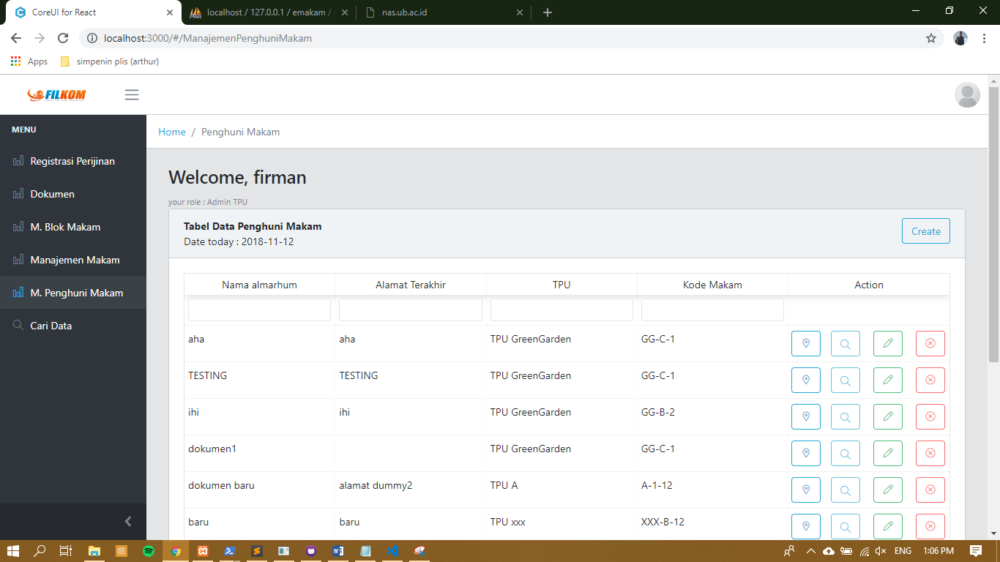 CoreUI for React
localhost / 127.0.0.1 / emakam /
nas.ub.ac.id
localhost:3000/#/ManajemenPenghuniMakam
Apps
simpenin plis (arthur)
FILKOM
MENU
Registrasi Perijinan
Dokumen
M. Blok Makam
Manajemen Makam
M. Penghuni Makam
Cari Data
Home / Penghuni Makam
Welcome, firman
your role : Admin TPU
Tabel Data Penghuni Makam
Date today : 2018-11-12
Create
Nama almarhum Alamat Terakhir TPU Kode Makam Action
aha aha TPU GreenGarden GG-C-1
TESTING TESTING TPU GreenGarden GG-C-1
ihi ihi TPU GreenGarden GG-B-2
dokumen1 TPU GreenGarden GG-C-1
dokumen baru alamat dummy2 TPU A A-1-12
baru baru TPU xxx XXX-B-12
ENG 1:06 PM